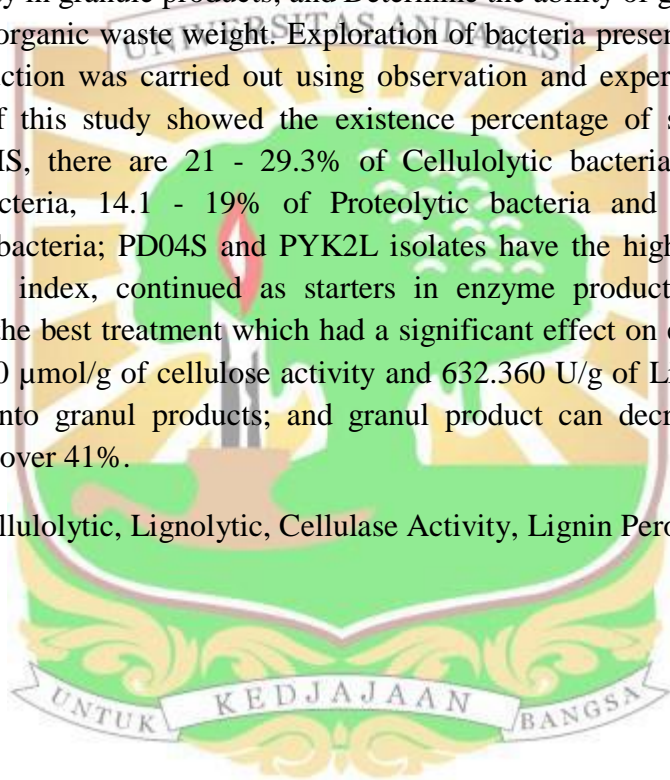 y in granule products, and Determine the ability of g
organic waste weight. Exploration of bacteria presen
UNIVERSITAS ANDALAS
ction was carried out using observation and exper
f this study showed the existence percentage of s
IS, there are 21 - 29.3% of Cellulolytic bacteria
cteria, 14.1 - 19% of Proteolytic bacteria and
bacteria; PD04S and PYK2L isolates have the high
index, continued as starters in enzyme product
the best treatment which had a significant effect on
0 µmol/g of cellulose activity and 632.360 U/g of L
nto granul products; and granul product can decr
over 41%.
llulolytic, Lignolytic, Cellulase Activity, Lignin Pero
UNTUK KEDJAJAAN BANGSA